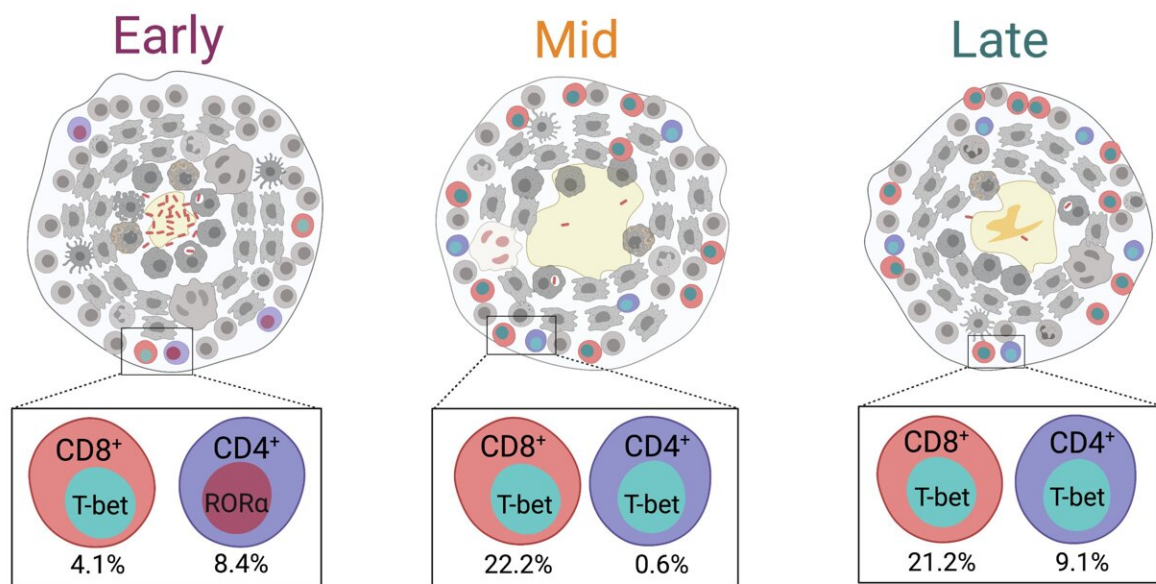 Early
Mid
Late
CD8⁺ CD4⁺
T-bet RORα
4.1% 8.4%
CD8⁺ CD4⁺
T-bet T-bet
22.2% 0.6%
CD8⁺ CD4⁺
T-bet T-bet
21.2% 9.1%